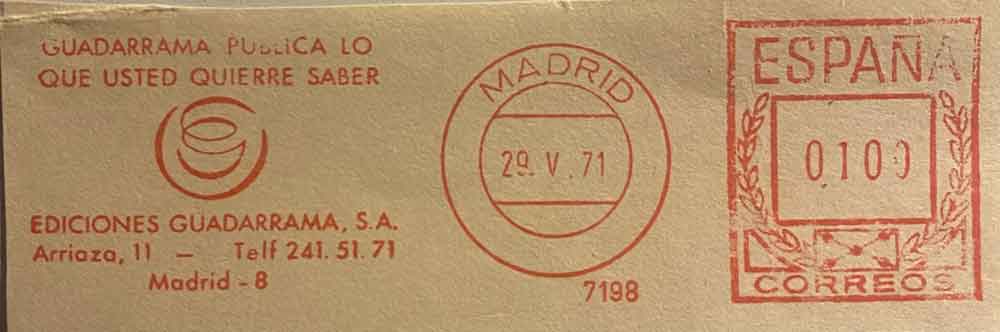 GUADARRAMA PUBLICA LO
QUE USTED QUIERRE SABER
EDICIONES GUADARRAMA, S.A.
Arriaza, 11 — Telf 241. 51. 71
Madrid - 8
MADRID
29. V. 71
7198
ESPAÑA
0100
CORREOS